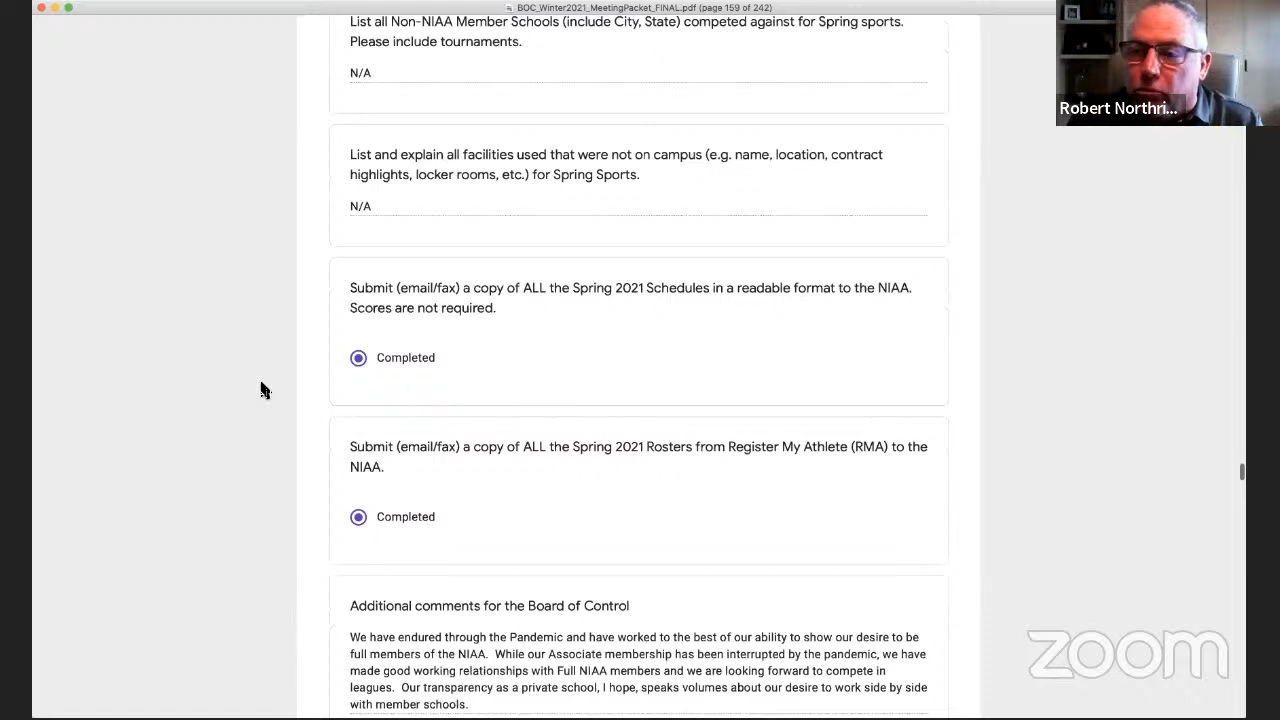 BOC_Winter2021_MeetingPacket_FINAL.pdf (page 159 of 242)
List all Non-NIAA Member Schools (include City, State) competed against for Spring sports.
Please include tournaments.
N/A
List and explain all facilities used that were not on campus (e.g. name, location, contract
highlights, locker rooms, etc.) for Spring Sports.
N/A
Submit (email/fax) a copy of ALL the Spring 2021 Schedules in a readable format to the NIAA.
Scores are not required.
Completed
Submit (email/fax) a copy of ALL the Spring 2021 Rosters from Register My Athlete (RMA) to the
NIAA.
Completed
Additional comments for the Board of Control
We have endured through the Pandemic and have worked to the best of our ability to show our desire to be
full members of the NIAA.  While our Associate membership has been interrupted by the pandemic, we have
made good working relationships with Full NIAA members and we are looking forward to compete in
leagues.  Our transparency as a private school, I hope, speaks volumes about our desire to work side by side
with member schools.
Robert Northri...
zoom